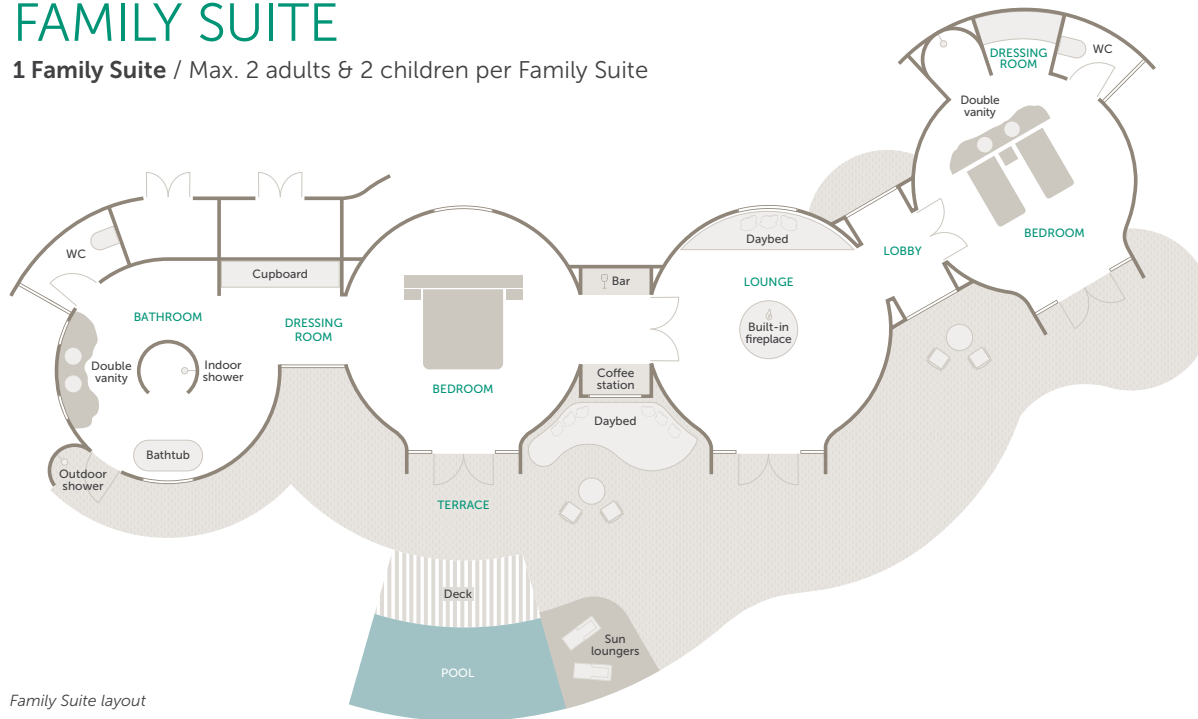 FAMILY SUITE
1 Family Suite / Max. 2 adults & 2 children per Family Suite
DRESSING
ROOM
WC
Double
vanity
BEDROOM
LOBBY
Daybed
LOUNGE
Built-in
fireplace
Bar
Coffee
station
Daybed
WC
Cupboard
BATHROOM
DRESSING
ROOM
Double
vanity
Indoor
shower
BEDROOM
Bathtub
Outdoor
shower
TERRACE
Deck
POOL
Sun
loungers
Family Suite layout